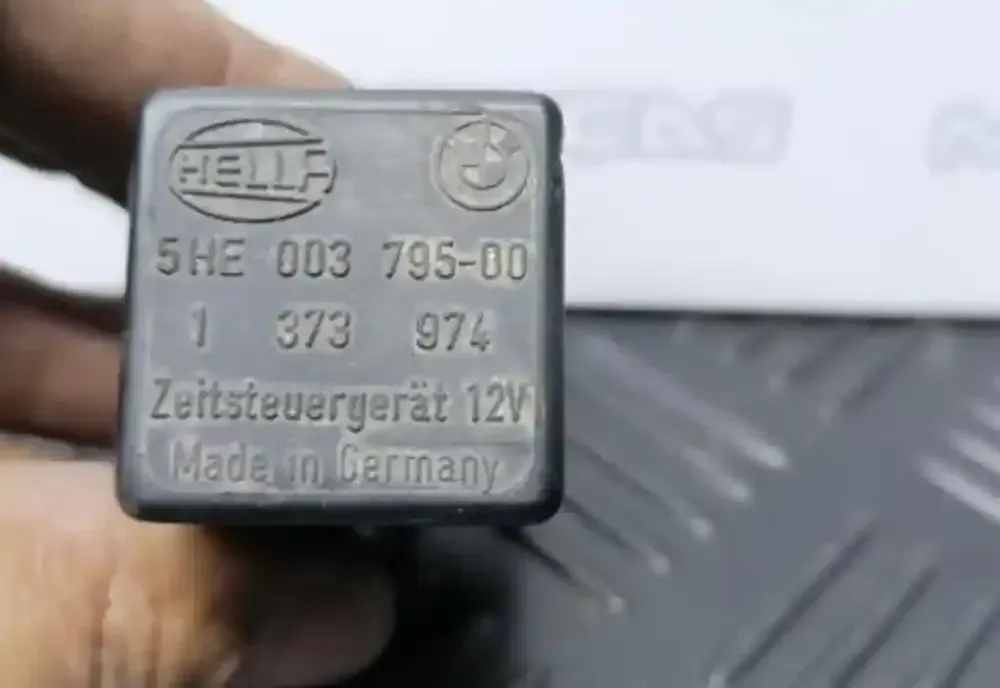 HELLA
5HE 003 795-00
1 373 974
Zeitsteuergerät 12V
Made in Germany